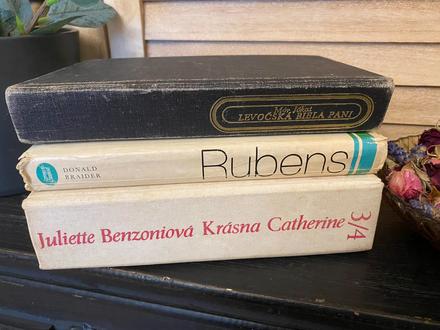 Mór Jókai
LEVOČSKÁ BIELA PANI
DONALD
BRAIDER
Rubens
Juliette Benzoniová Krásna Catherine 3/4